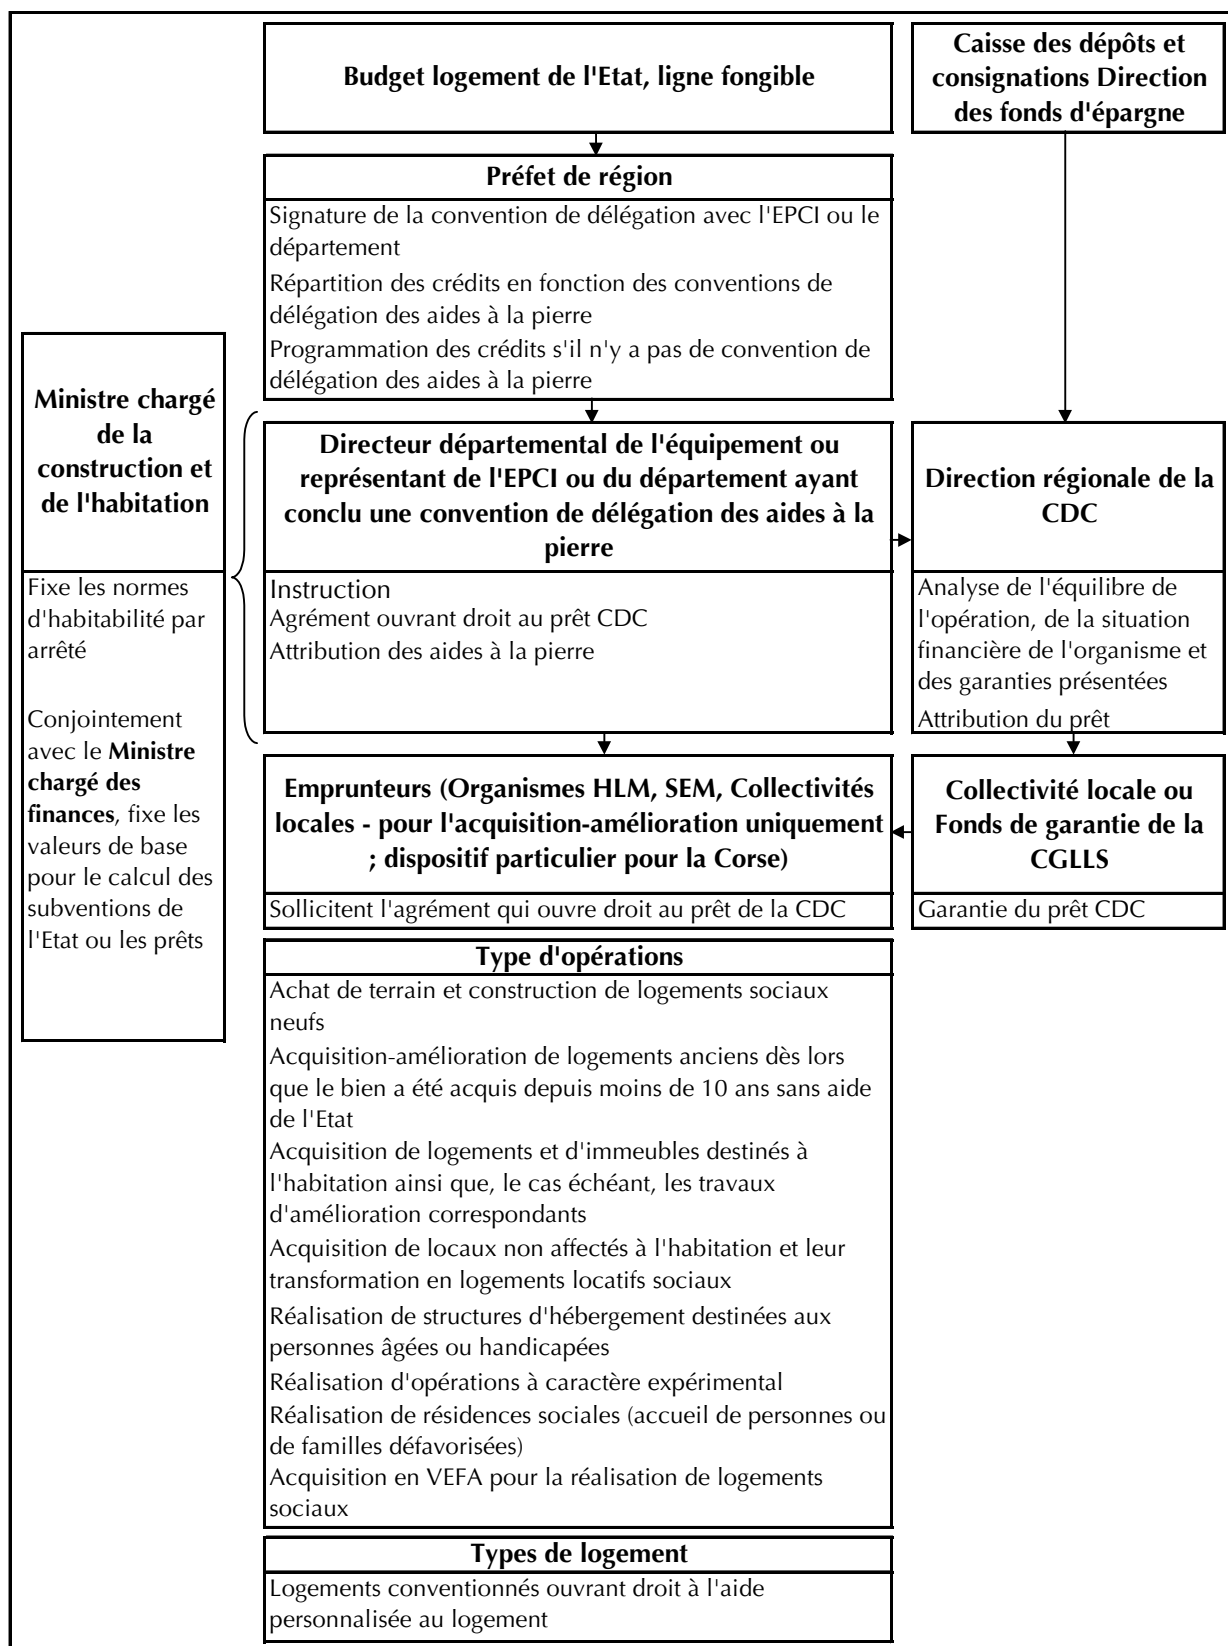 Budget logement de l'Etat, ligne fongible
Caisse des dépôts et
consignations Direction
des fonds d'épargne
Préfet de région
Signature de la convention de délégation avec l'EPCI ou le
département
Répartition des crédits en fonction des conventions de
délégation des aides à la pierre
Programmation des crédits s'il n'y a pas de convention de
délégation des aides à la pierre
Ministre chargé
de la
construction et
de l'habitation
Fixe les normes
d'habitabilité par
arrêté
Conjointement
avec le Ministre
chargé des
finances, fixe les
valeurs de base
pour le calcul des
subventions de
l'Etat ou les prêts
Directeur départemental de l'équipement ou
représentant de l'EPCI ou du département ayant
conclu une convention de délégation des aides à la
pierre
Instruction
Agrément ouvrant droit au prêt CDC
Attribution des aides à la pierre
Direction régionale de la
CDC
Analyse de l'équilibre de
l'opération, de la situation
financière de l'organisme et
des garanties présentées
Attribution du prêt
Emprunteurs (Organismes HLM, SEM, Collectivités
locales - pour l'acquisition-amélioration uniquement
; dispositif particulier pour la Corse)
Sollicitent l'agrément qui ouvre droit au prêt de la CDC
Collectivité locale ou
Fonds de garantie de la
CGLLS
Garantie du prêt CDC
Type d'opérations
Achat de terrain et construction de logements sociaux
neufs
Acquisition-amélioration de logements anciens dès lors
que le bien a été acquis depuis moins de 10 ans sans aide
de l'Etat
Acquisition de logements et d'immeubles destinés à
l'habitation ainsi que, le cas échéant, les travaux
d'amélioration correspondants
Acquisition de locaux non affectés à l'habitation et leur
transformation en logements locatifs sociaux
Réalisation de structures d'hébergement destinées aux
personnes âgées ou handicapées
Réalisation d'opérations à caractère expérimental
Réalisation de résidences sociales (accueil de personnes ou
de familles défavorisées)
Acquisition en VEFA pour la réalisation de logements
sociaux
Types de logement
Logements conventionnés ouvrant droit à l'aide
personnalisée au logement